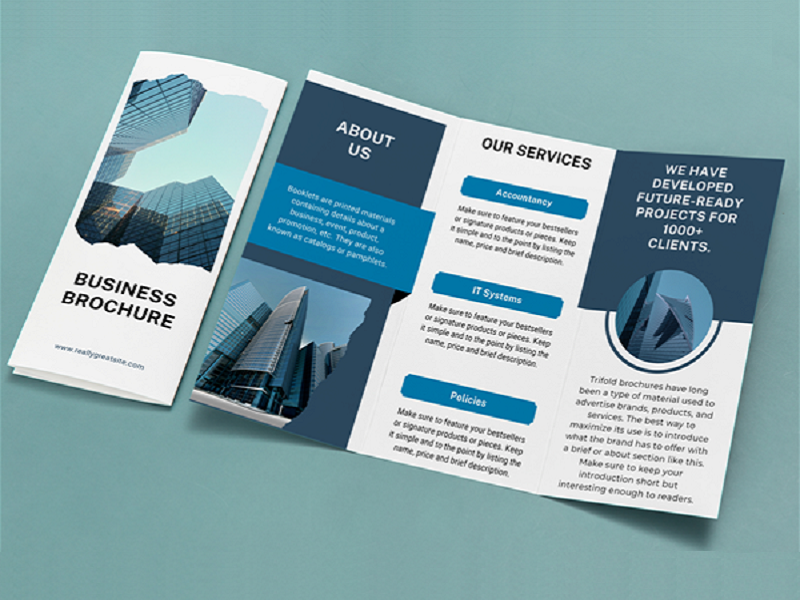 BUSINESS
BROCHURE
www.reallygreatsite.com
ABOUT
US
Booklets are printed materials
containing details about a
business, event, product,
promotion, etc. They are also
known as catalogs or pamphlets.
OUR SERVICES
Accountancy
Make sure to feature your bestsellers
or signature products or pieces. Keep
it simple and to the point by listing the
name, price and brief description.
IT Systems
Make sure to feature your bestsellers
or signature products or pieces. Keep
it simple and to the point by listing the
name, price and brief description.
Policies
Make sure to feature your bestsellers
or signature products or pieces. Keep
it simple and to the point by listing the
name, price and brief description.
WE HAVE
DEVELOPED
FUTURE-READY
PROJECTS FOR
1000+
CLIENTS.
Trifold brochures have long
been a type of material used to
advertise brands, products, and
services. The best way to
maximize its use is to introduce
what the brand has to offer with
a brief or about section like this.
Make sure to keep your
introduction short but
interesting enough to readers.